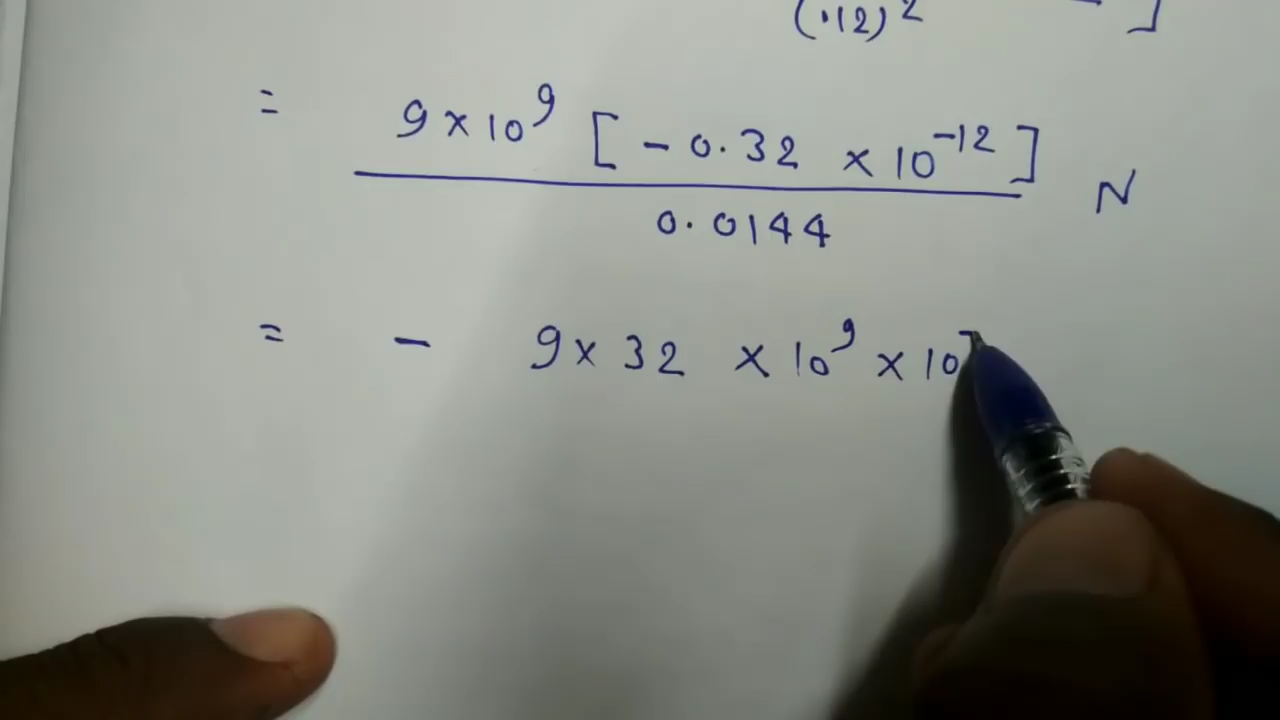 (.12)² ]
= 9 × 10⁹ [ - 0.32 × 10⁻¹² ] N
0.0144
= - 9 × 32 × 10⁹ × 10⁻